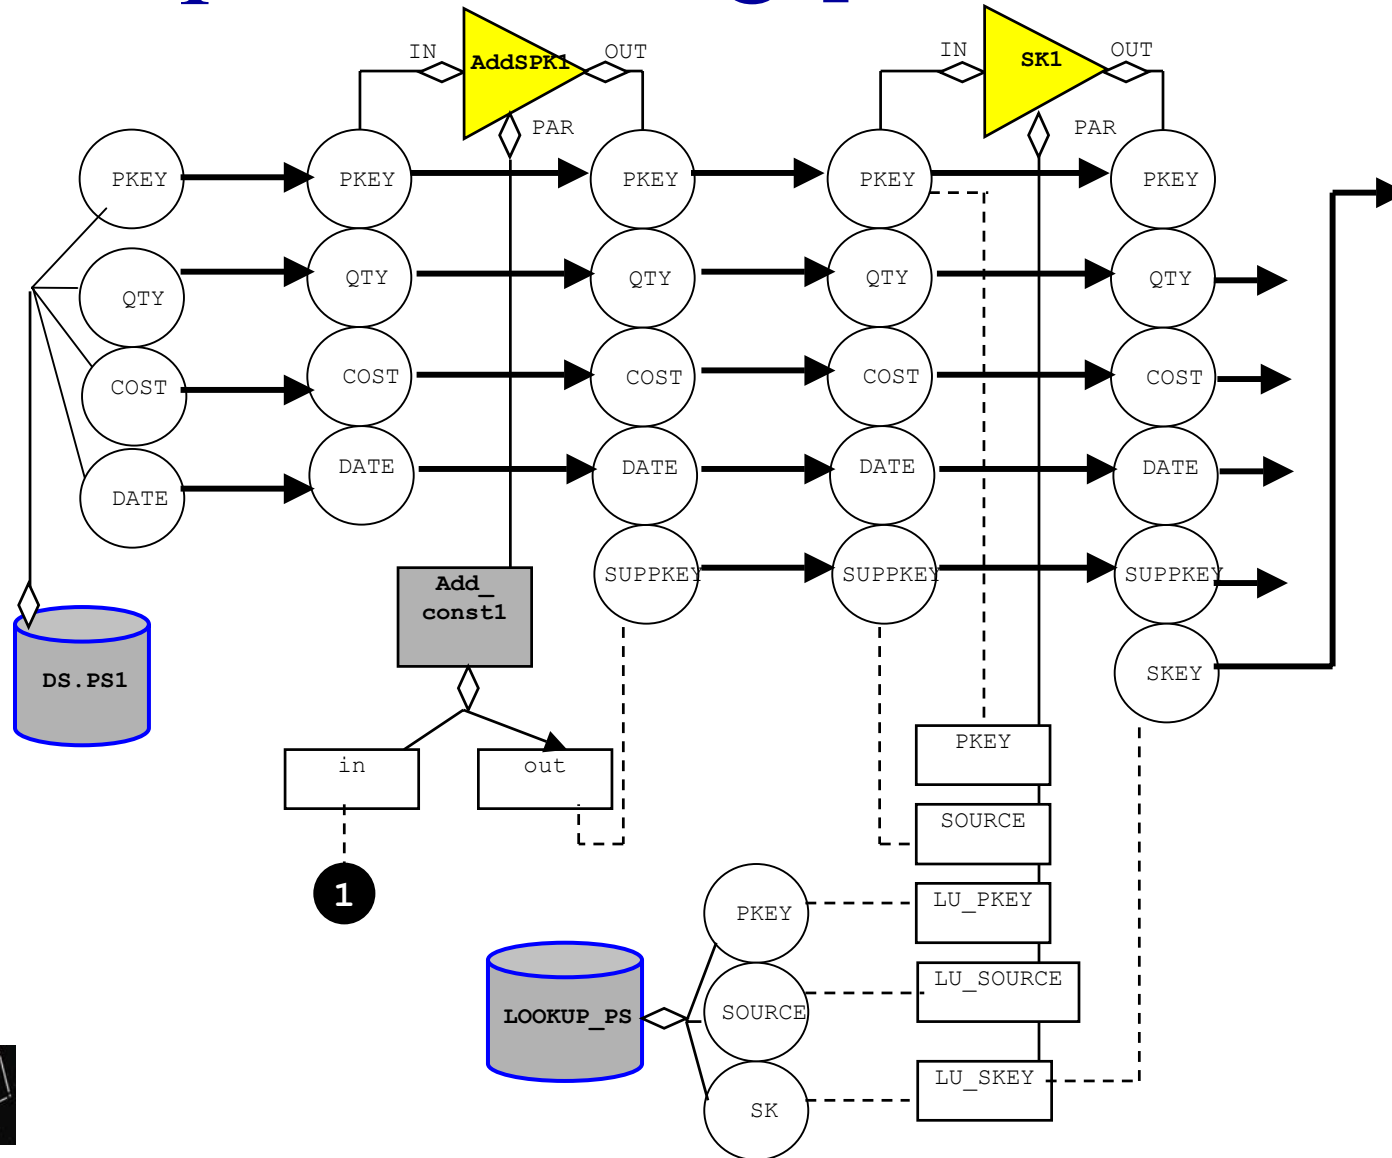 IN
AddSPK1
OUT
IN
SK1
OUT
PAR
PAR
PKEY
PKEY
PKEY
PKEY
PKEY
QTY
QTY
QTY
QTY
QTY
COST
COST
COST
COST
COST
DATE
DATE
DATE
DATE
DATE
SUPPKEY
SUPPKEY
SUPPKEY
Add_
const1
DS.PS1
SKEY
in
out
PKEY
SOURCE
1
PKEY
LU_PKEY
LOOKUP_PS
SOURCE
LU_SOURCE
SK
LU_SKEY